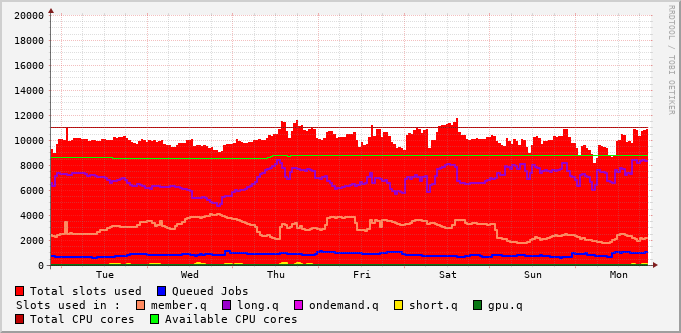 RRDTOOL / TOBI OETIKER
20000
18000
16000
14000
12000
10000
8000
6000
4000
2000
0
Tue Wed Thu Fri Sat Sun Mon
Total slots used Queued Jobs
Slots used in : member.q long.q ondemand.q short.q gpu.q
Total CPU cores Available CPU cores